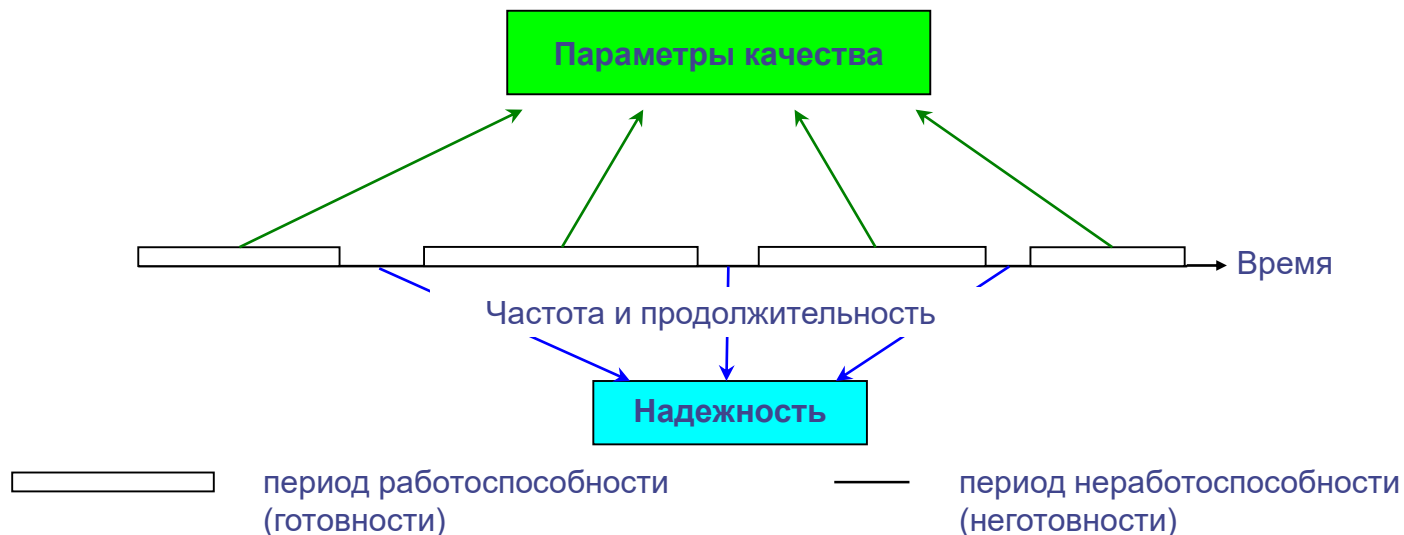 Параметры качества
Время
Частота и продолжительность
Надежность
период работоспособности
(готовности)
период неработоспособности
(неготовности)